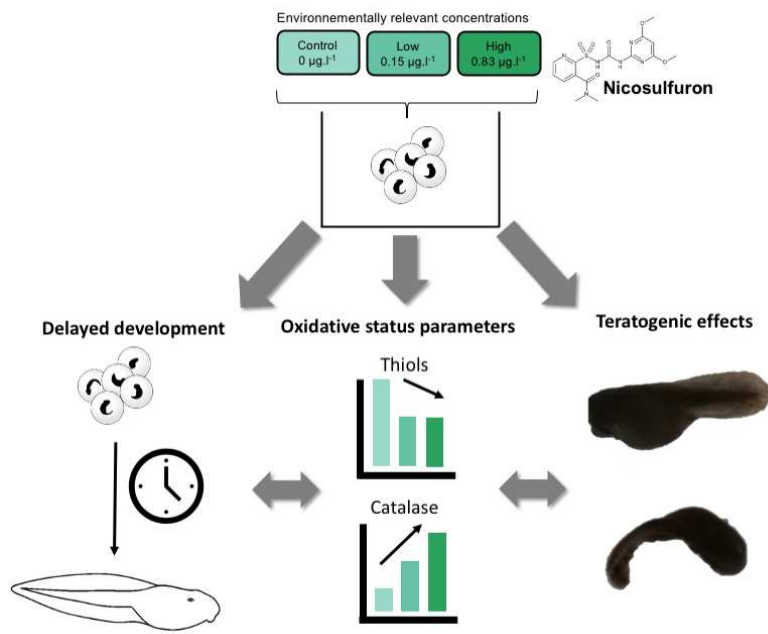 Environnementally relevant concentrations
Control
0 µg.l⁻¹
Low
0.15 µg.l⁻¹
High
0.83 µg.l⁻¹
Nicosulfuron
Delayed development
Oxidative status parameters
Teratogenic effects
Thiols
Catalase